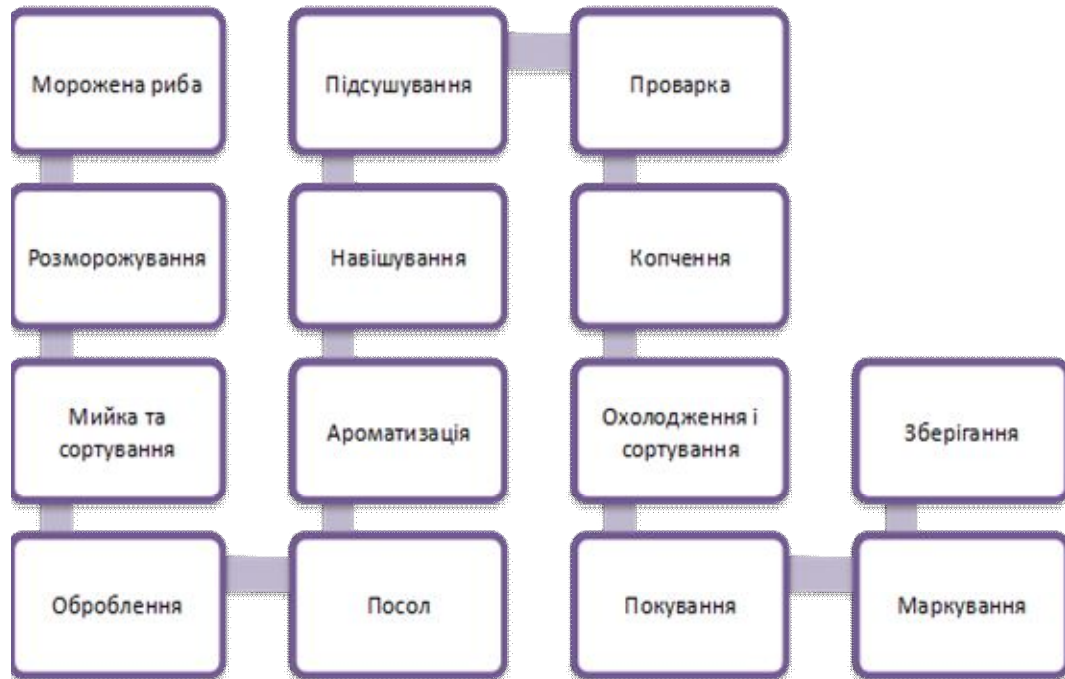 Морожена риба
Розморожування
Мийка та
сортування
Оброблення
Посол
Ароматизація
Навішування
Підсушування
Проварка
Копчення
Охолодження і
сортування
Покування
Маркування
Зберігання